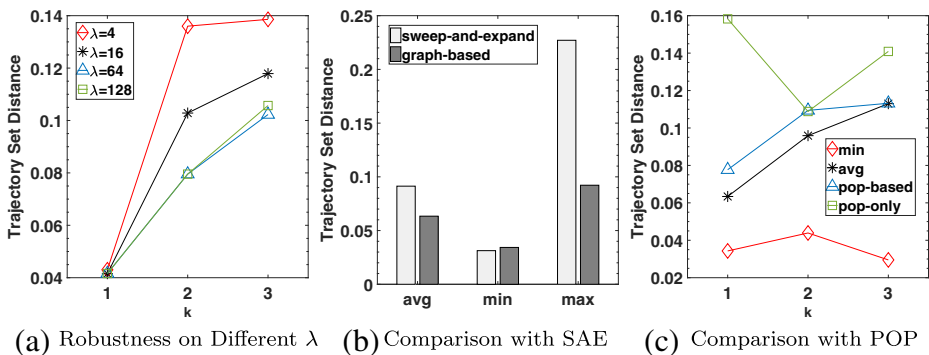 Trajectory Set Distance
0.14
0.12
0.1
0.08
0.06
0.04
λ=4
λ=16
λ=64
λ=128
1 2 3
k
(a) Robustness on Different λ
Trajectory Set Distance
0.25
0.2
0.15
0.1
0.05
0
sweep-and-expand
graph-based
avg min max
(b) Comparison with SAE
Trajectory Set Distance
0.16
0.14
0.12
0.1
0.08
0.06
0.04
0.02
min
avg
pop-based
pop-only
1 2 3
k
(c) Comparison with POP